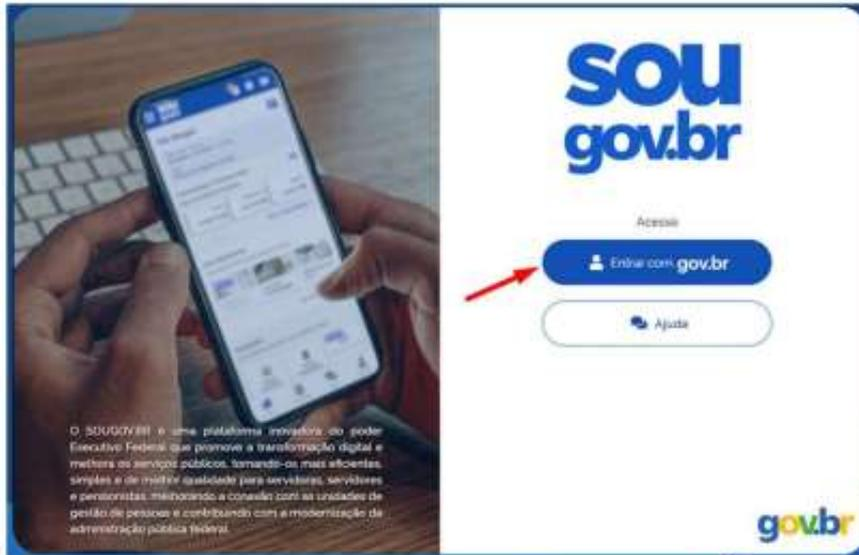 sou
gov.br
Acesso
Entrar com gov.br
Ajuda
O SOUGOV.BR é uma plataforma inovadora do poder
Executivo Federal que promove a transformação digital e
melhora os serviços públicos, tornando-os mais eficientes,
simples e de melhor qualidade para servidoras, servidores
e pensionistas, melhorando a conexão com as unidades de
gestão de pessoas e contribuindo com a modernização da
administração pública federal.
gov.br